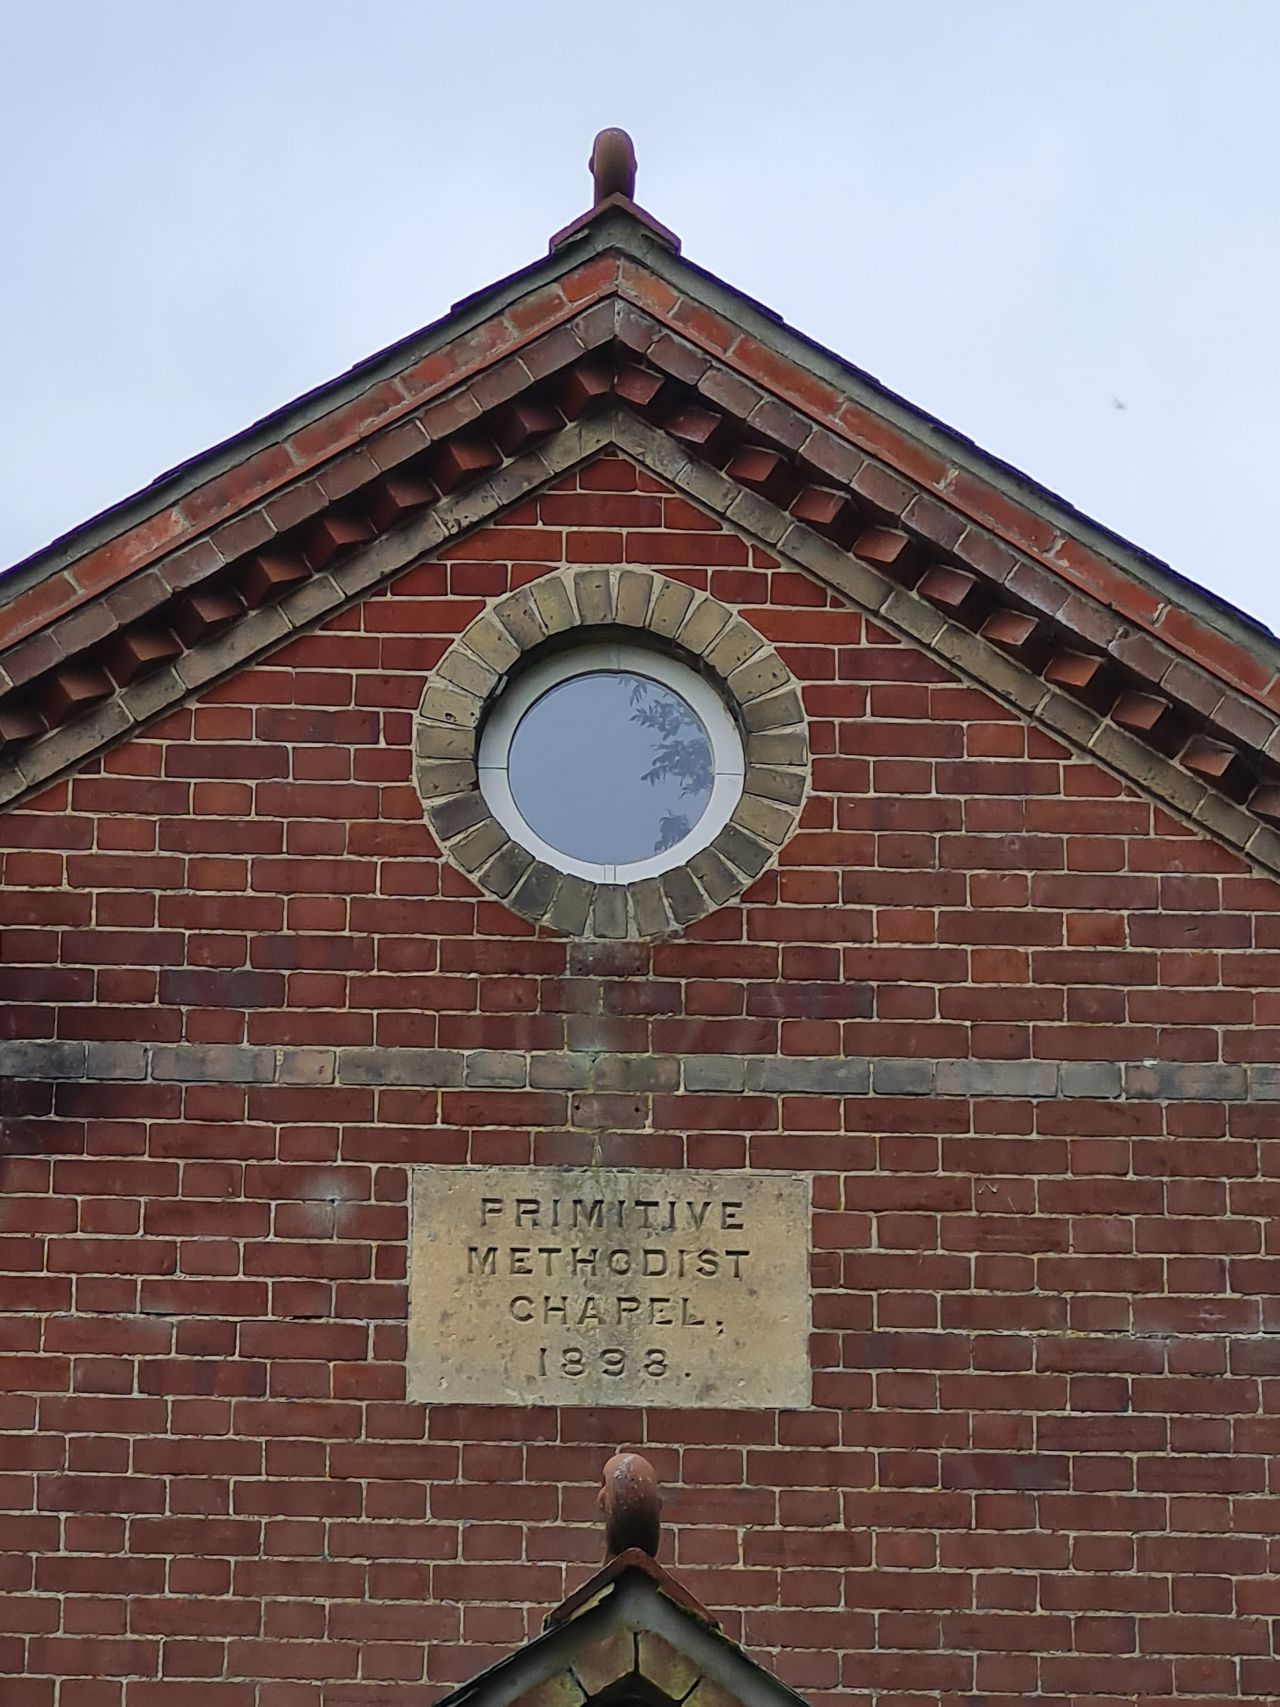 PRIMITIVE
METHODIST
CHAPEL.
1898.